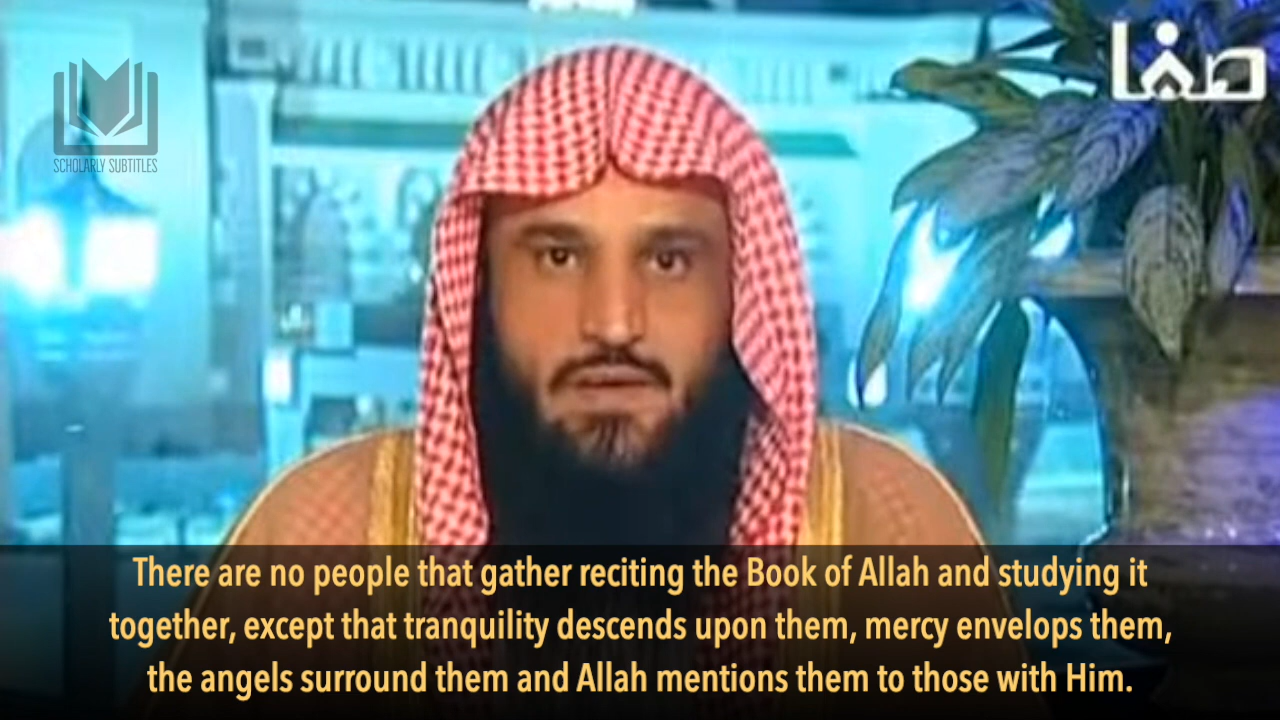 صفا
SCHOLARLY SUBTITLES
There are no people that gather reciting the Book of Allah and studying it
together, except that tranquility descends upon them, mercy envelops them,
the angels surround them and Allah mentions them to those with Him.